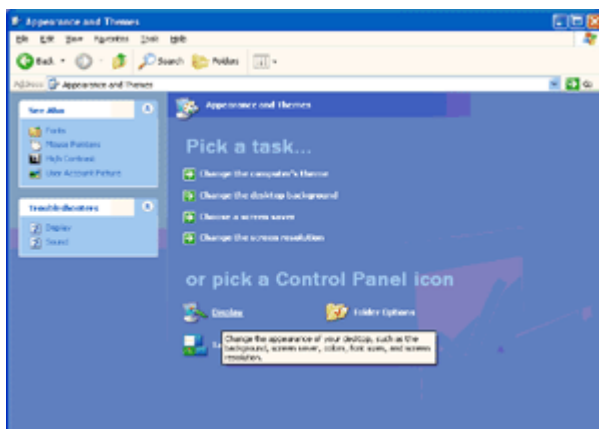 Appearance and Themes
File Edit View Favorites Tools Help
Back Search Folders
Address Appearance and Themes
See Also
Fonts
Mouse Pointers
High Contrast
User Account Picture
Troubleshooters
Display
Sound
Appearance and Themes
Pick a task...
Change the computer's theme
Change the desktop background
Choose a screen saver
Change the screen resolution
or pick a Control Panel icon
Display Folder Options
Change the appearance of your desktop, such as the
background, screen saver, colors, font sizes, and screen
resolution.